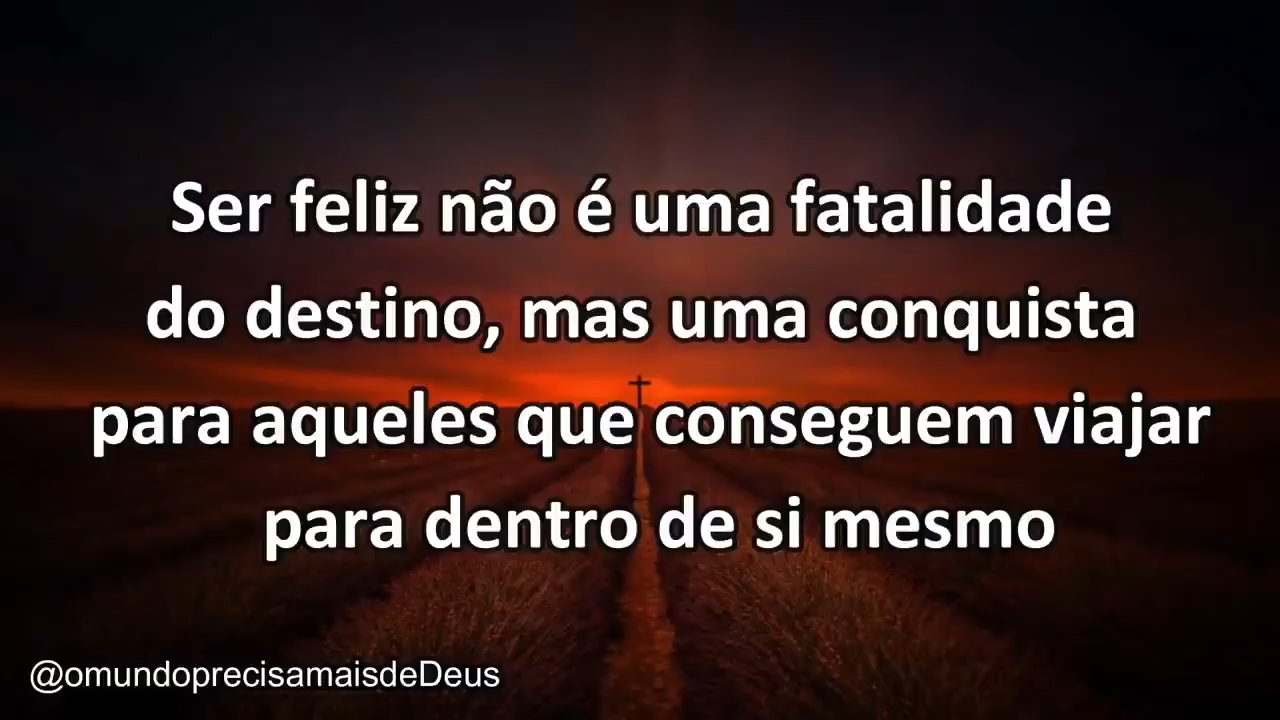 Ser feliz não é uma fatalidade
do destino, mas uma conquista
para aqueles que conseguem viajar
para dentro de si mesmo
@omundoprecisamaisdeDeus